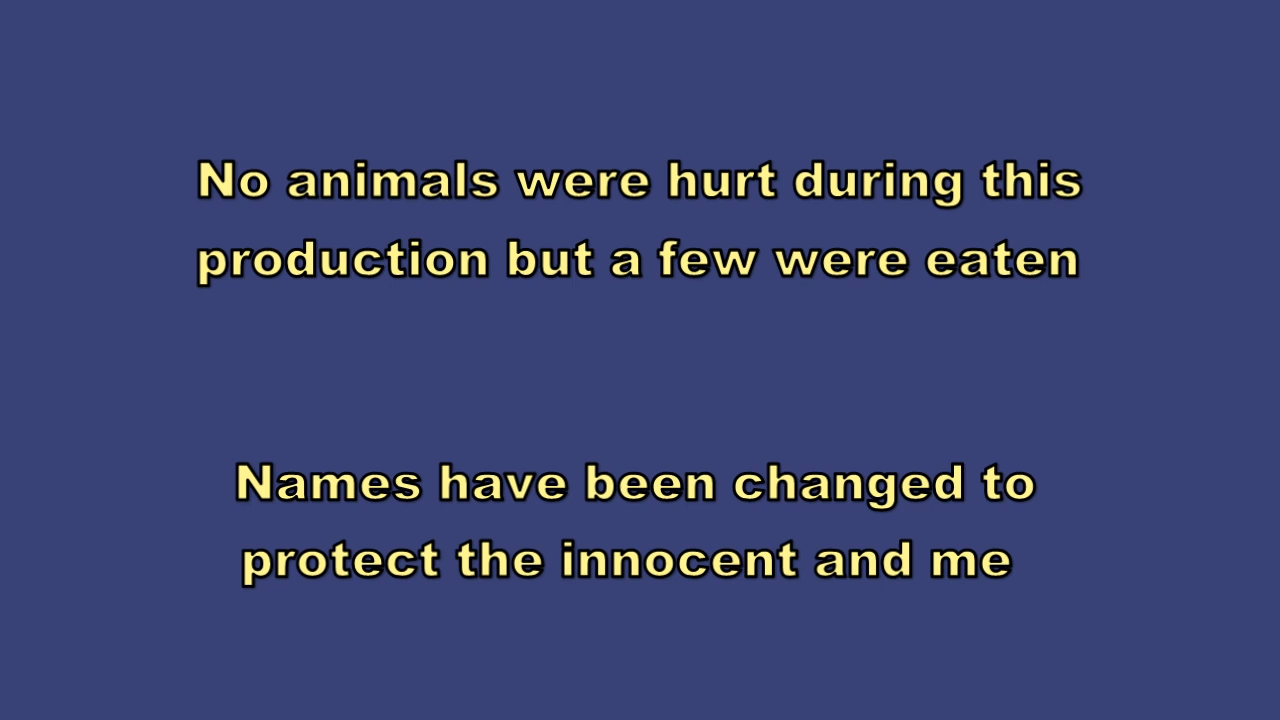 No animals were hurt during this
production but a few were eaten
Names have been changed to
protect the innocent and me